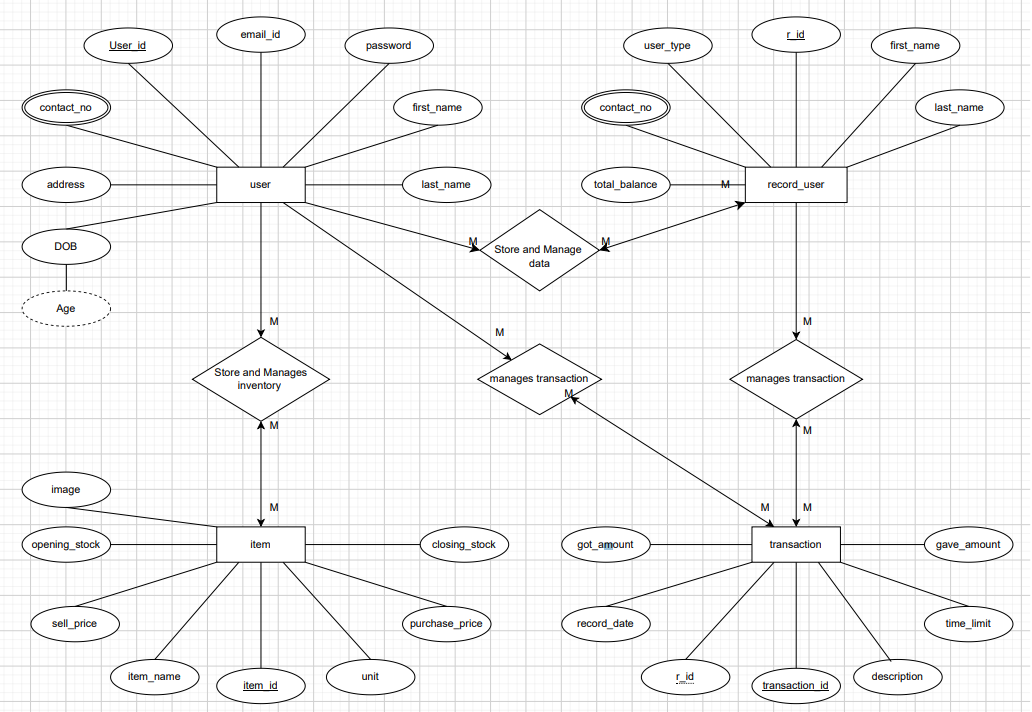 User_id
email_id
password
user_type
r_id
first_name
contact_no
first_name
contact_no
last_name
address
user
last_name
total_balance
M
record_user
DOB
M
Store and Manage
data
M
Age
M
M
M
Store and Manages
inventory
manages transaction
M
manages transaction
M
M
image
M
M
M
opening_stock
item
closing_stock
got_amount
transaction
gave_amount
sell_price
purchase_price
record_date
time_limit
item_name
item_id
unit
r_id
transaction_id
description